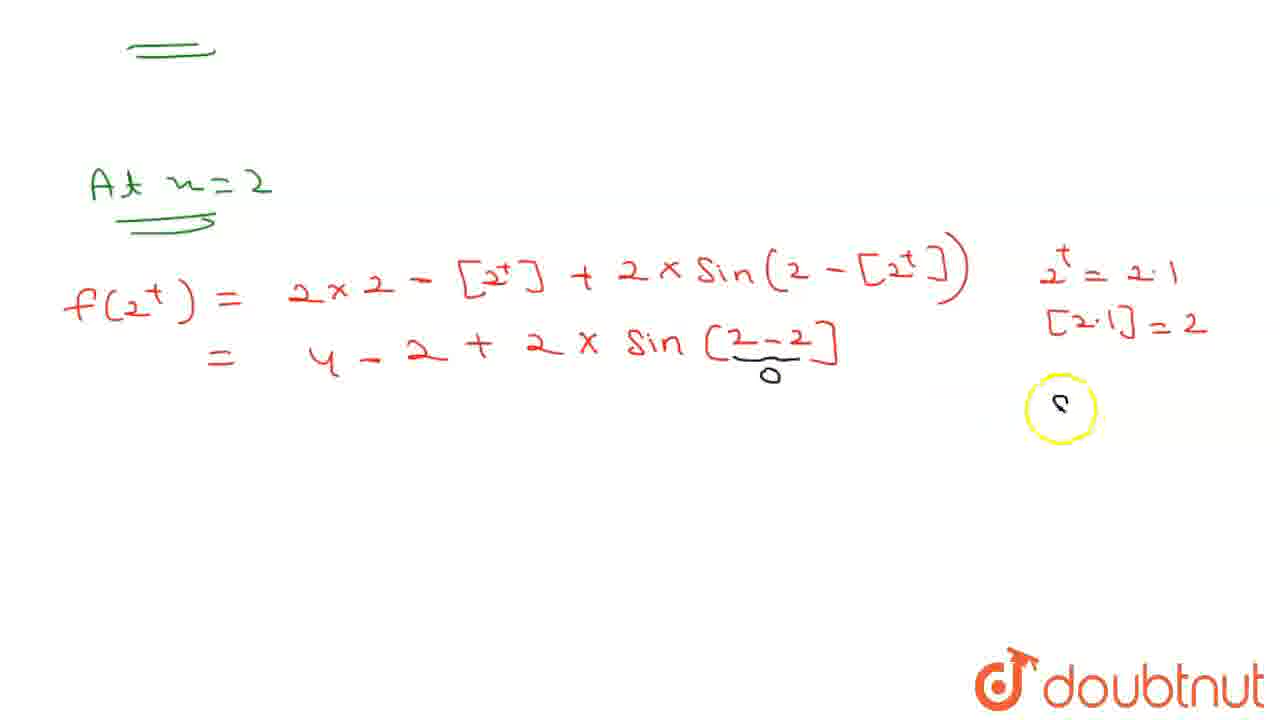 At x = 2
f(2⁺) = 2 × 2 - [2⁺] + 2 × sin(2 - [2⁺])
2⁺ = 2.1
[2.1] = 2
= 4 - 2 + 2 × sin [2 - 2]
0
doubtnut